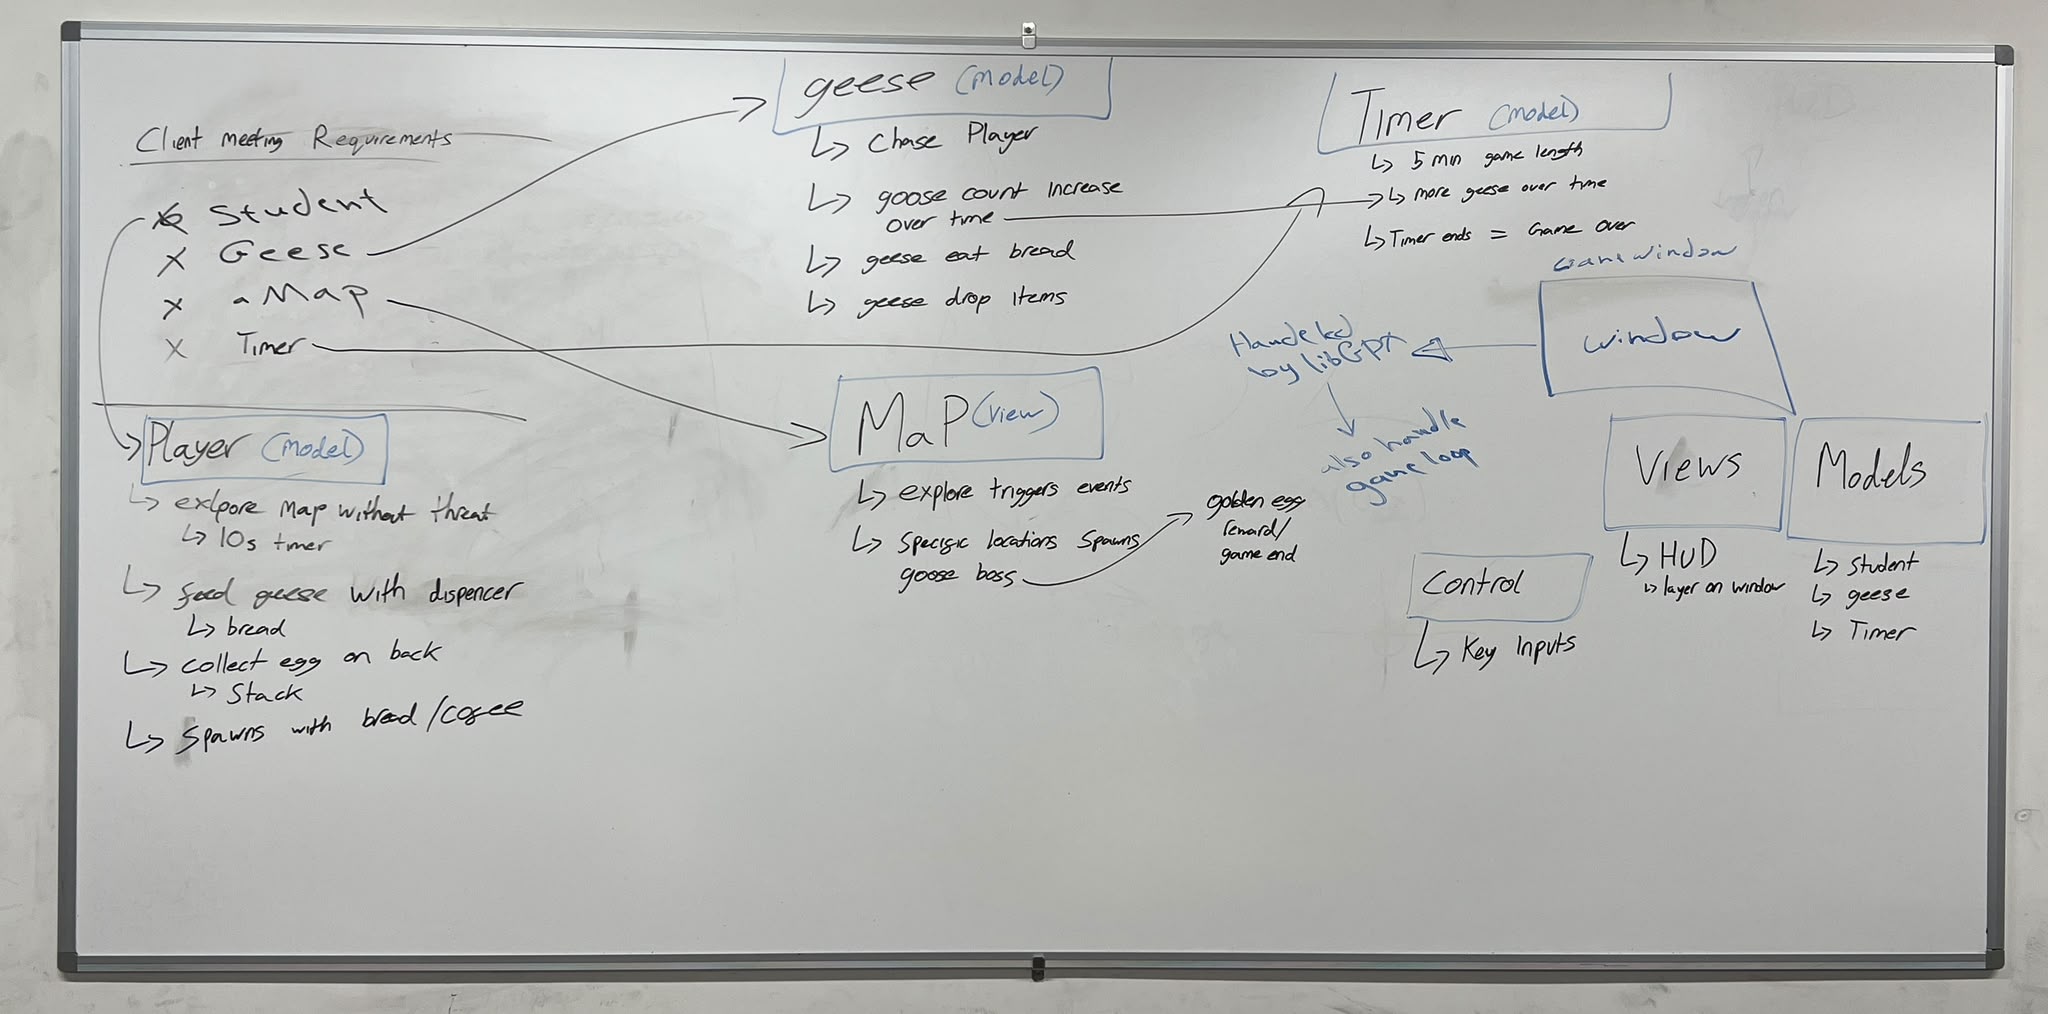 Client meeting Requirements
Student
Geese
a Map
Timer
Player (Model)
↳ exlpore map without threat
↳ 10s timer
↳ feed geese with dispencer
↳ bread
↳ collect egg on back
↳ Stack
↳ spawns with bread/cofee
geese (Model)
↳ Chase Player
↳ goose count increase
over time
↳ geese eat bread
↳ geese drop items
MaP (View)
↳ explore triggers events
↳ specific locations spawns
goose boss
golden egg
reward/
game end
Timer (Model)
↳ 5 min game length
↳ more geese over time
↳ Timer ends = Game over
window
Handeled
by libGDX
also handle
game loop
Views
↳ HUD
↳ layer on window
Models
↳ student
↳ geese
↳ Timer
Control
↳ Key Inputs